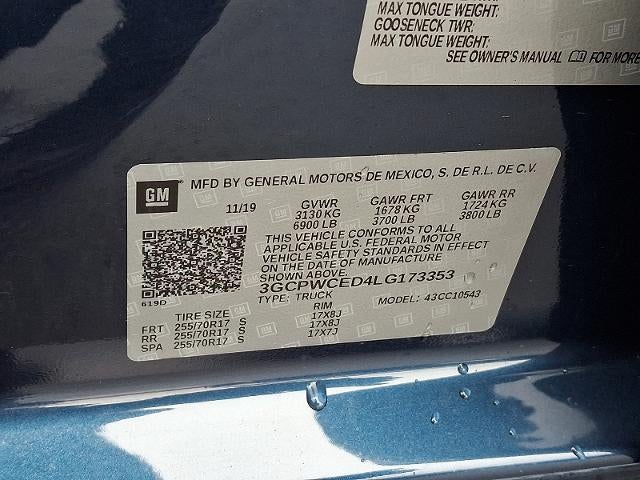 MAX TONGUE WEIGHT:
GOOSENECK TWR:
MAX TONGUE WEIGHT:
SEE OWNER'S MANUAL FOR MORE
GM MFD BY GENERAL MOTORS DE MEXICO, S. DE R.L. DE C.V.
11/19 GVWR GAWR FRT GAWR RR
3130 KG 1678 KG 1724 KG
6900 LB 3700 LB 3800 LB
THIS VEHICLE CONFORMS TO ALL
APPLICABLE U.S. FEDERAL MOTOR
VEHICLE SAFETY STANDARDS IN EFFECT
ON THE DATE OF MANUFACTURE
SHOWN ABOVE.
3GCPWCED4LG173353
619D
TYPE: TRUCK MODEL: 43CC10543
TIRE SIZE RIM
FRT 255/70R17 S 17X8J
RR 255/70R17 S 17X8J
SPA 255/70R17 S 17X7J